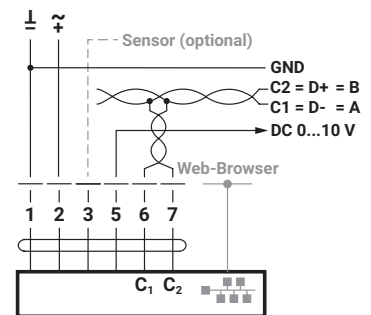 ⊥ ~
– +
Sensor (optional)
GND
C2 = D+ = B
C1 = D- = A
DC 0...10 V
Web-Browser
1 2 3 5 6 7
C₁ C₂